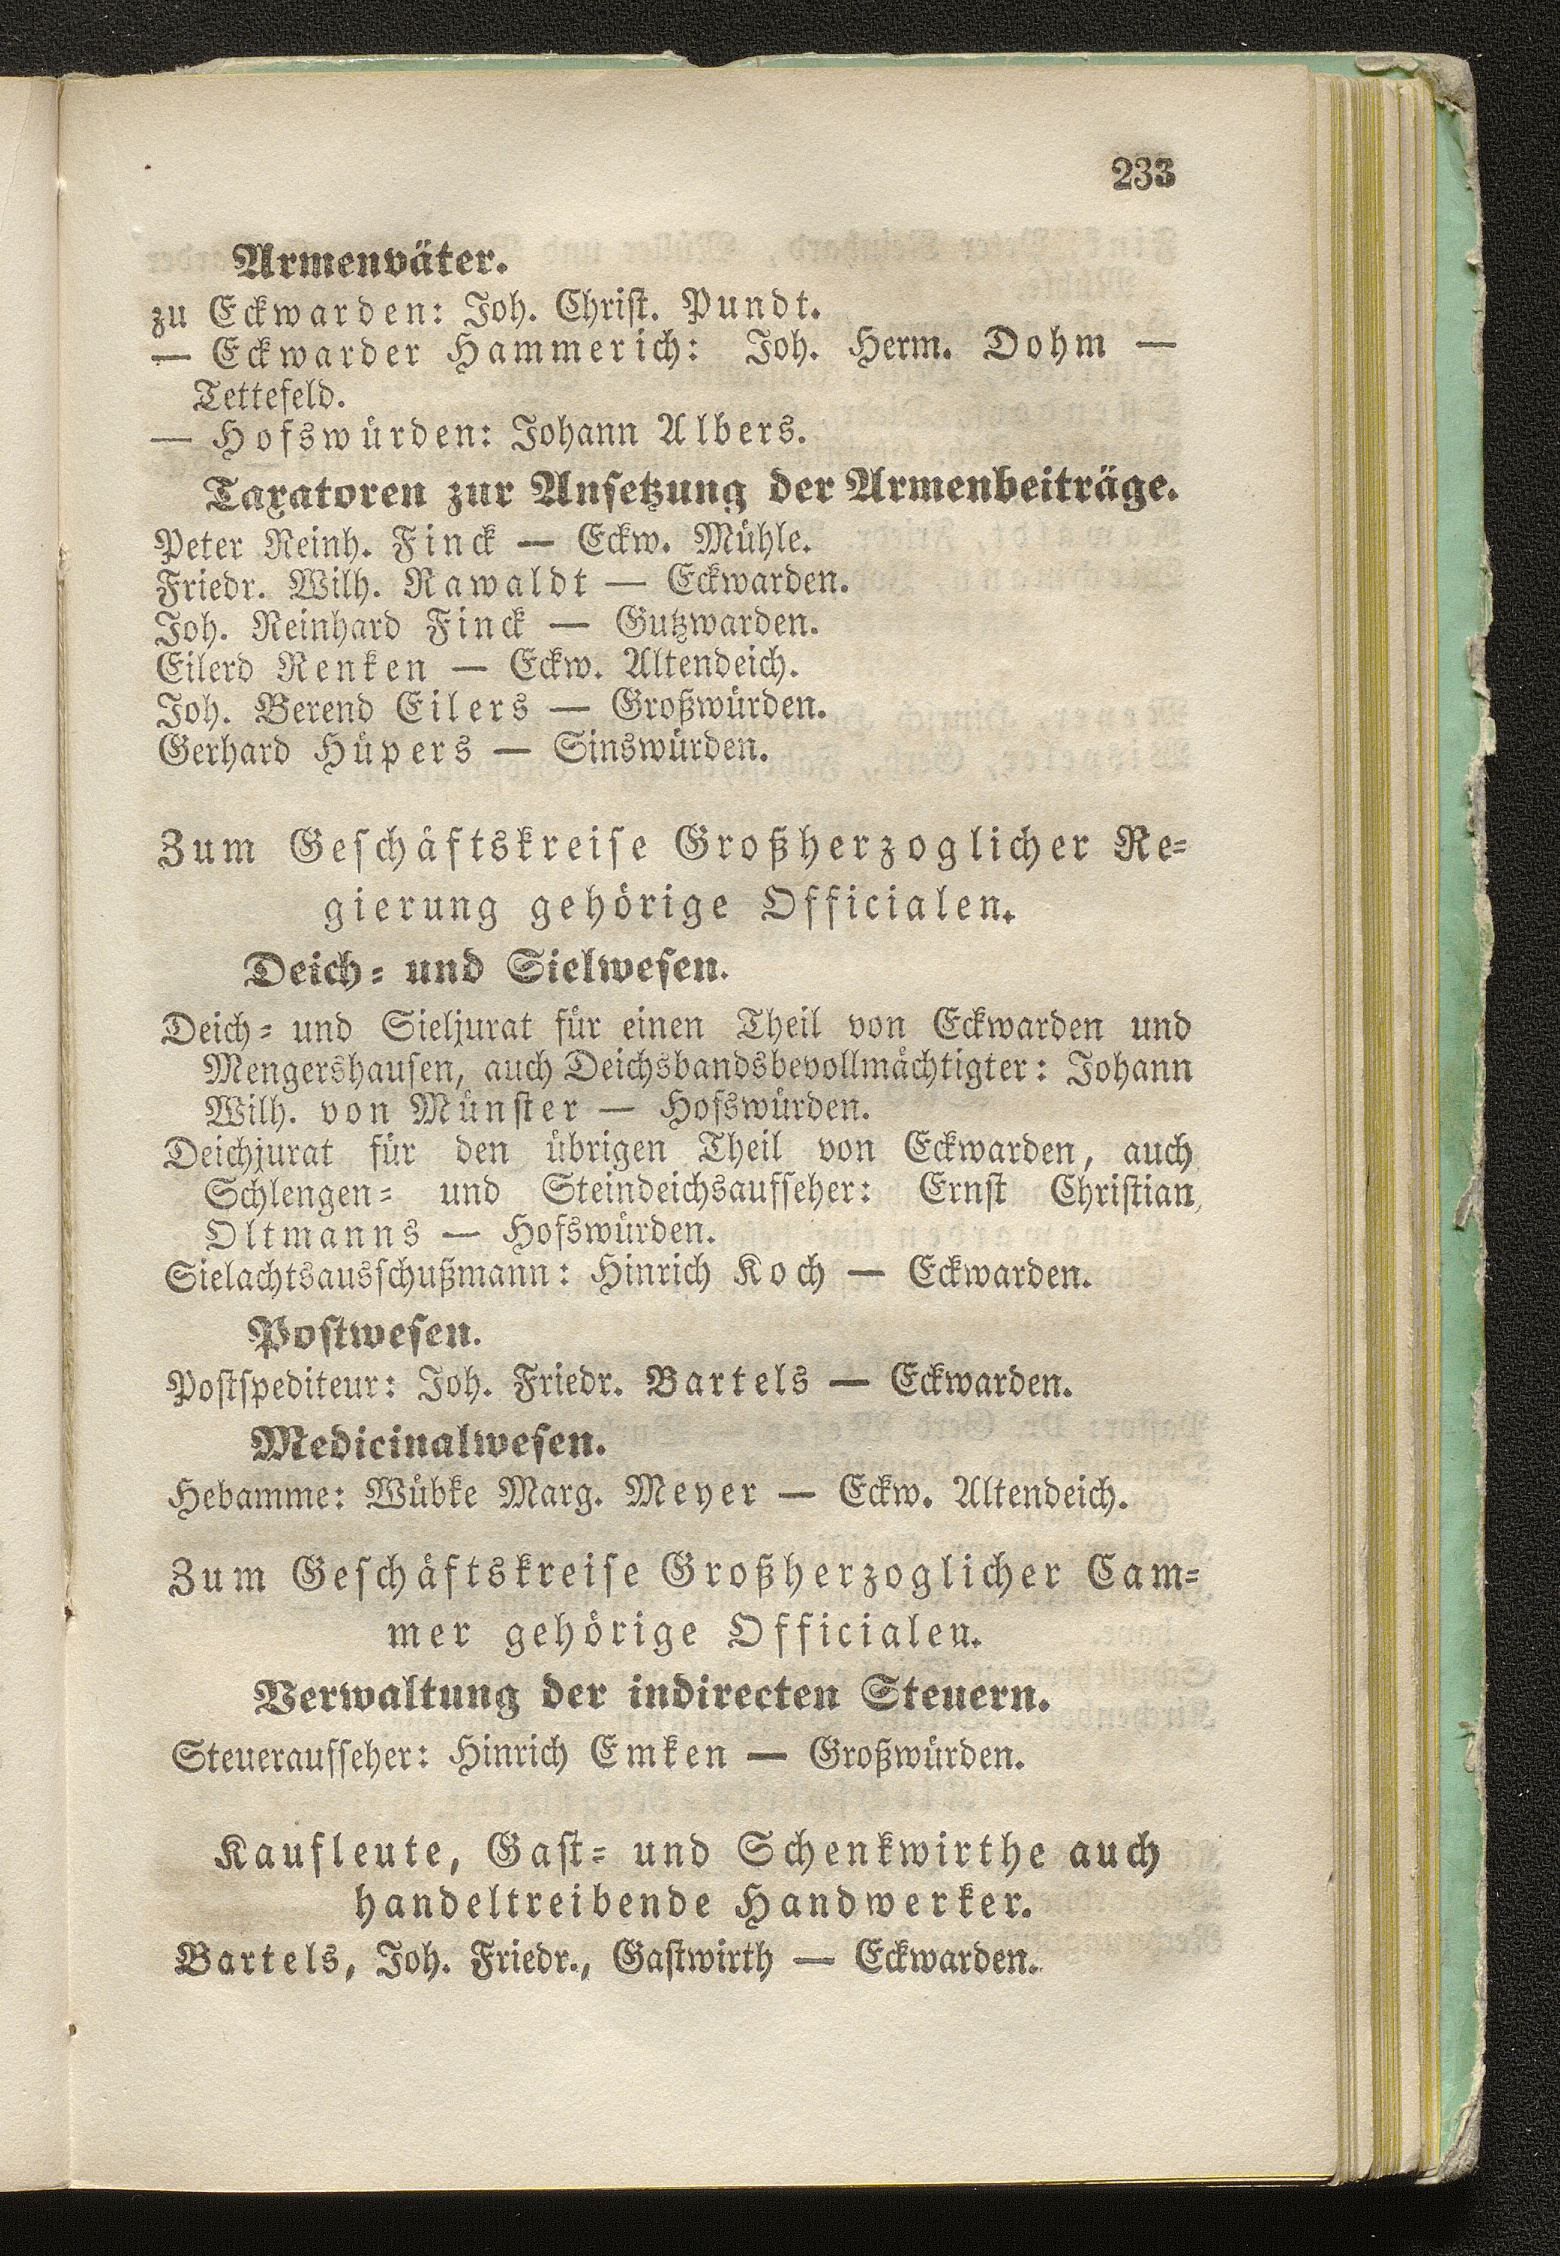 233
Armenväter.
zu Eckwarden: Joh. Christ. Pundt.
— Eckwarder Hammerich: Joh. Herm. Dohm —
Tettefeld.
— Hofswürden: Johann Albers.
Taxatoren zur Ansetzung der Armenbeiträge.
Peter Reinh. Finck — Eckw. Mühle.
Friedr. Wilh. Rawaldt — Eckwarden.
Joh. Reinhard Finck — Gutzwarden.
Eilerd Renken — Eckw. Altendeich.
Joh. Berend Eilers — Großwürden.
Gerhard Hüpers — Sinswürden.
Zum Geschäftskreise Großherzoglicher Re-
gierung gehörige Officialen.
Deich- und Sielwesen.
Deich- und Sieljurat für einen Theil von Eckwarden und
Mengershausen, auch Deichsbandsbevollmächtigter: Johann
Wilh. von Münster — Hofswürden.
Deichjurat für den übrigen Theil von Eckwarden, auch
Schlengen- und Steindeichsaufseher: Ernst Christian
Oltmanns — Hofswürden.
Sielachtsausschußmann: Hinrich Koch — Eckwarden.
Postwesen.
Postspediteur: Joh. Friedr. Bartels — Eckwarden.
Medicinalwesen.
Hebamme: Wübke Marg. Meyer — Eckw. Altendeich.
Zum Geschäftskreise Großherzoglicher Cam-
mer gehörige Officialen.
Verwaltung der indirecten Steuern.
Steueraufseher: Hinrich Emken — Großwürden.
Kaufleute, Gast- und Schenkwirthe auch
handeltreibende Handwerker.
Bartels, Joh. Friedr., Gastwirth — Eckwarden.